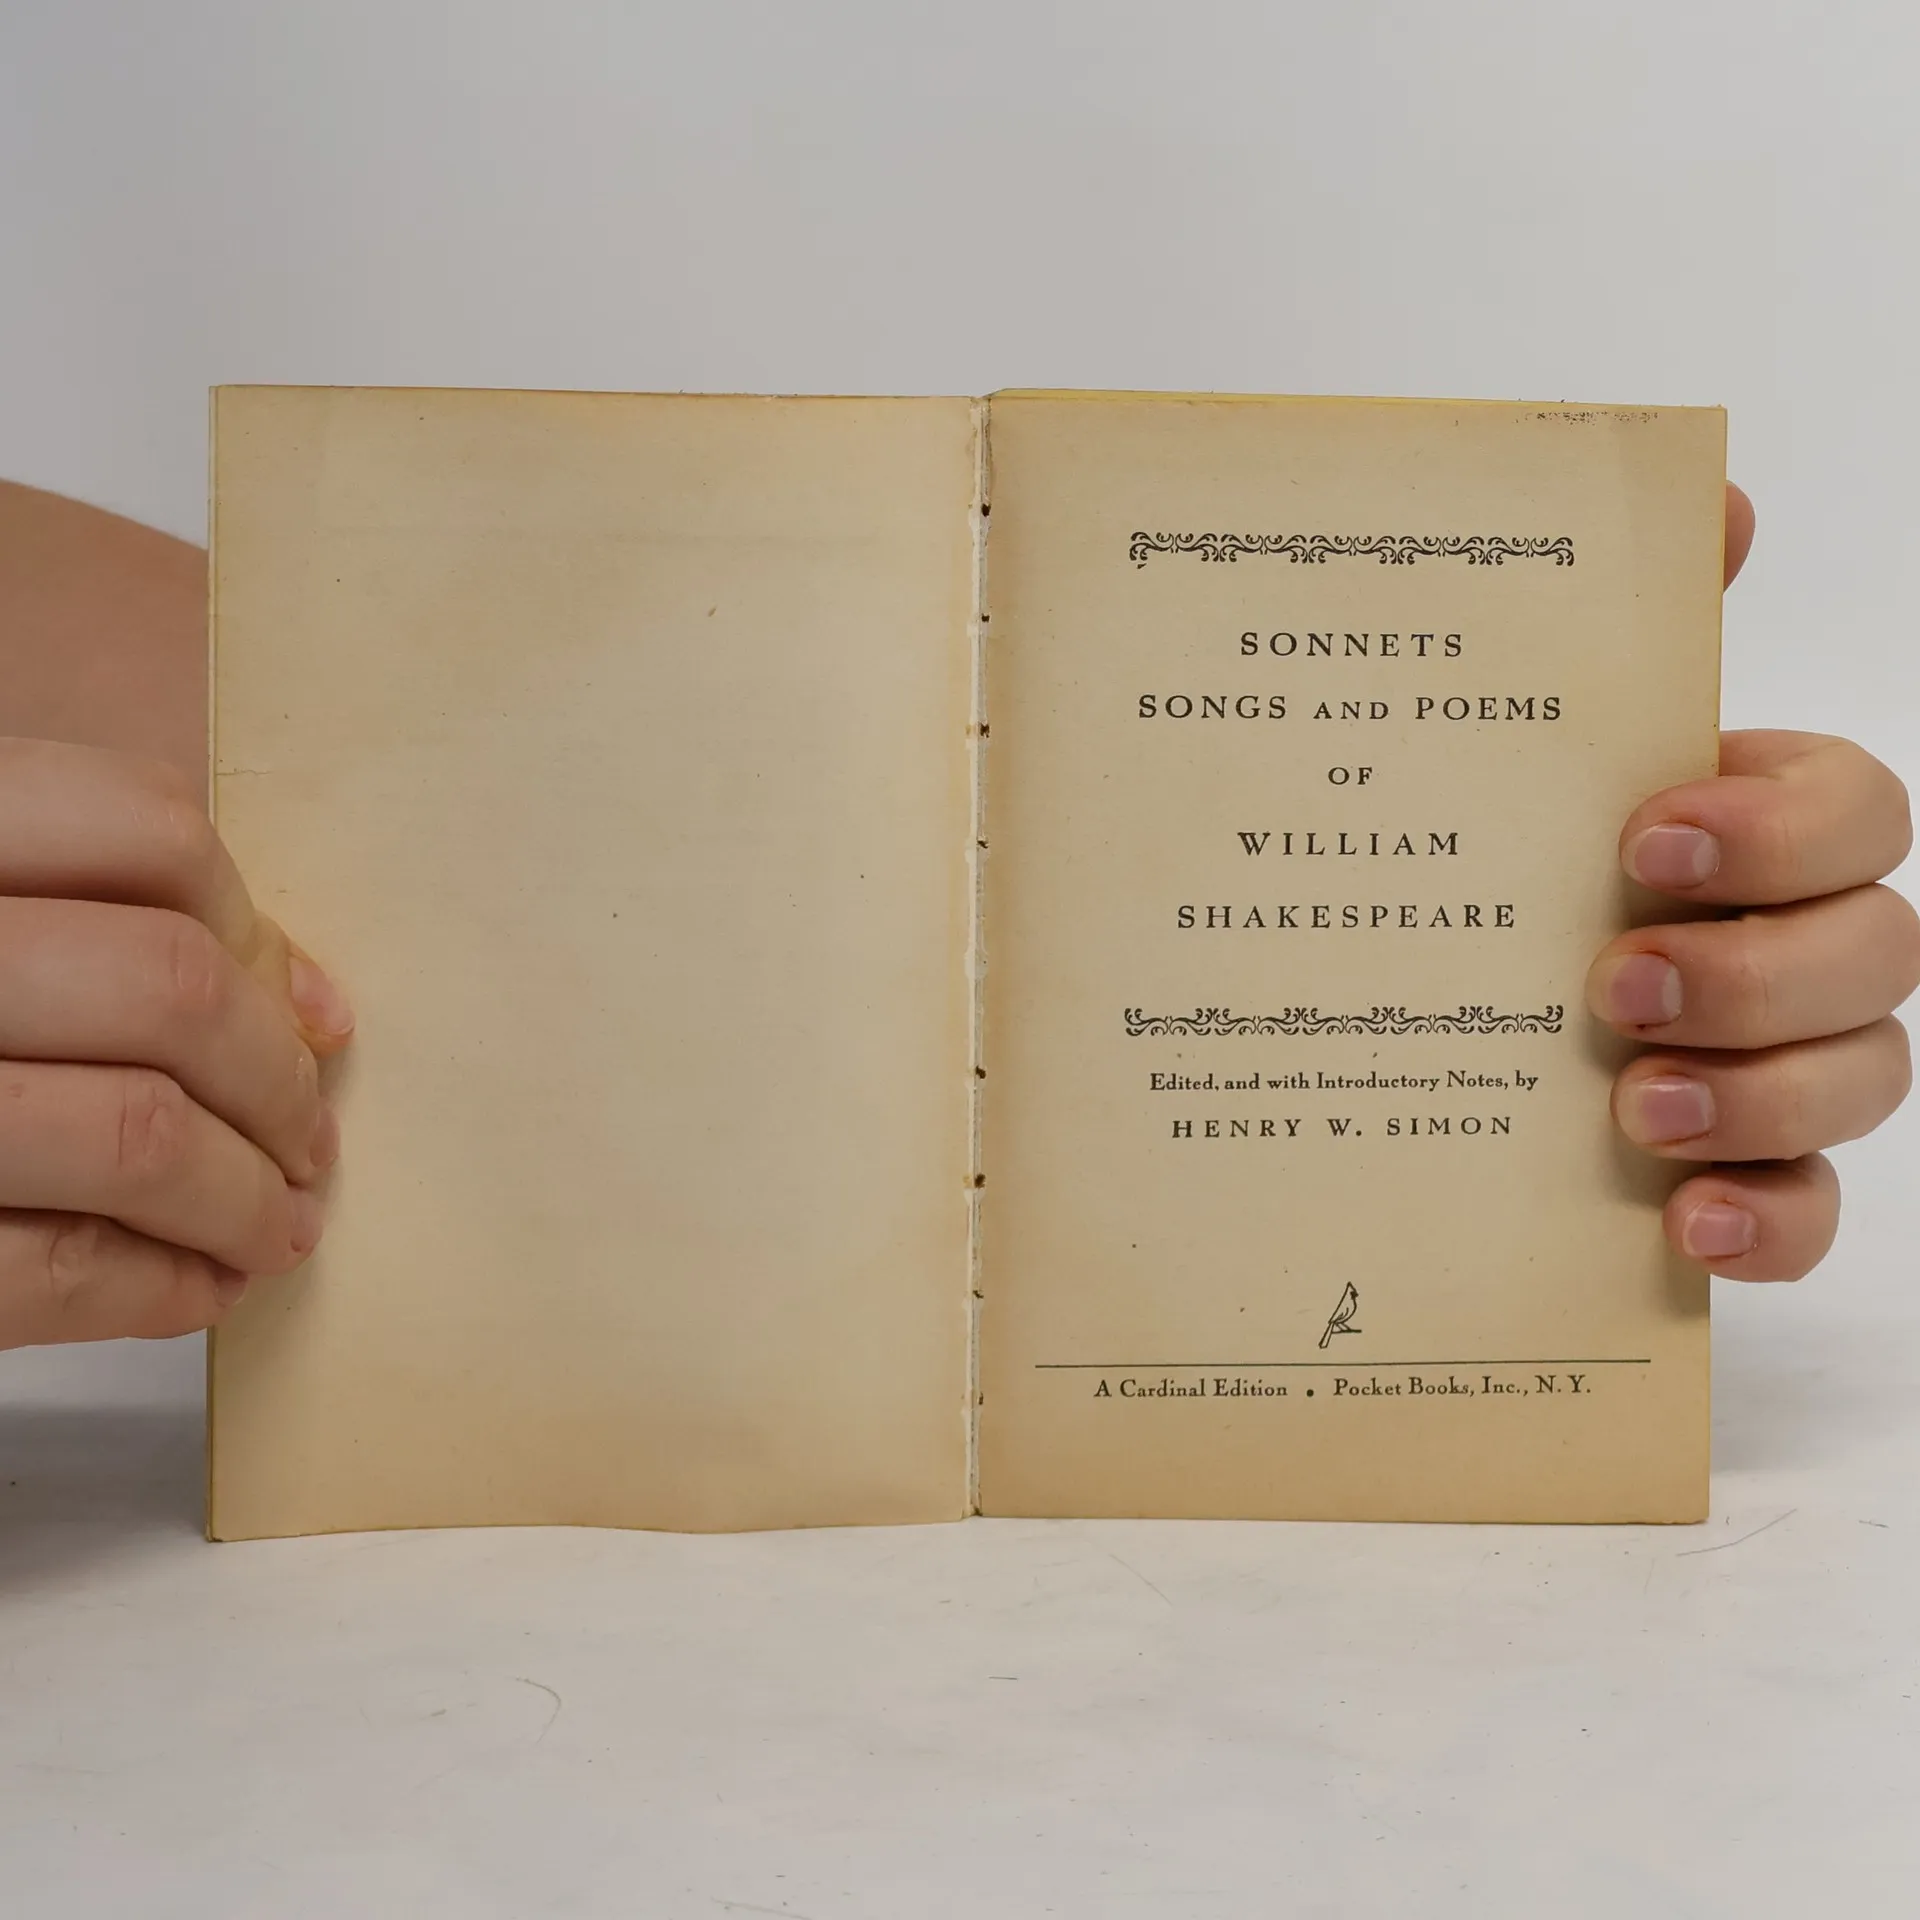 SONNETS
SONGS AND POEMS
OF
WILLIAM
SHAKESPEARE
Edited, and with Introductory Notes, by
HENRY W. SIMON
A Cardinal Edition • Pocket Books, Inc., N. Y.